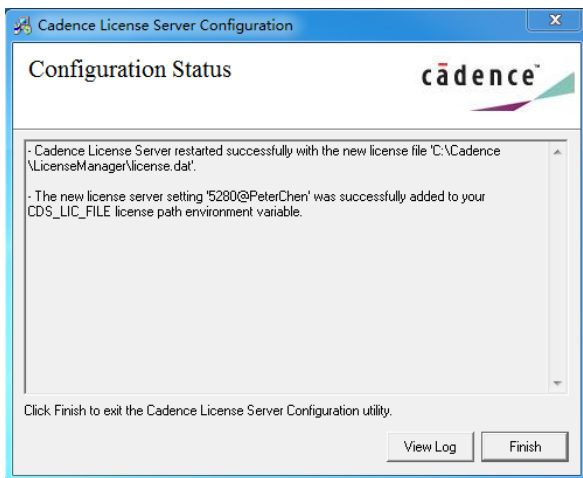 Cadence License Server Configuration
Configuration Status
cādence™
- Cadence License Server restarted successfully with the new license file 'C:\Cadence
\LicenseManager\license.dat'.
- The new license server setting '5280@PeterChen' was successfully added to your
CDS_LIC_FILE license path environment variable.
Click Finish to exit the Cadence License Server Configuration utility.
View Log
Finish